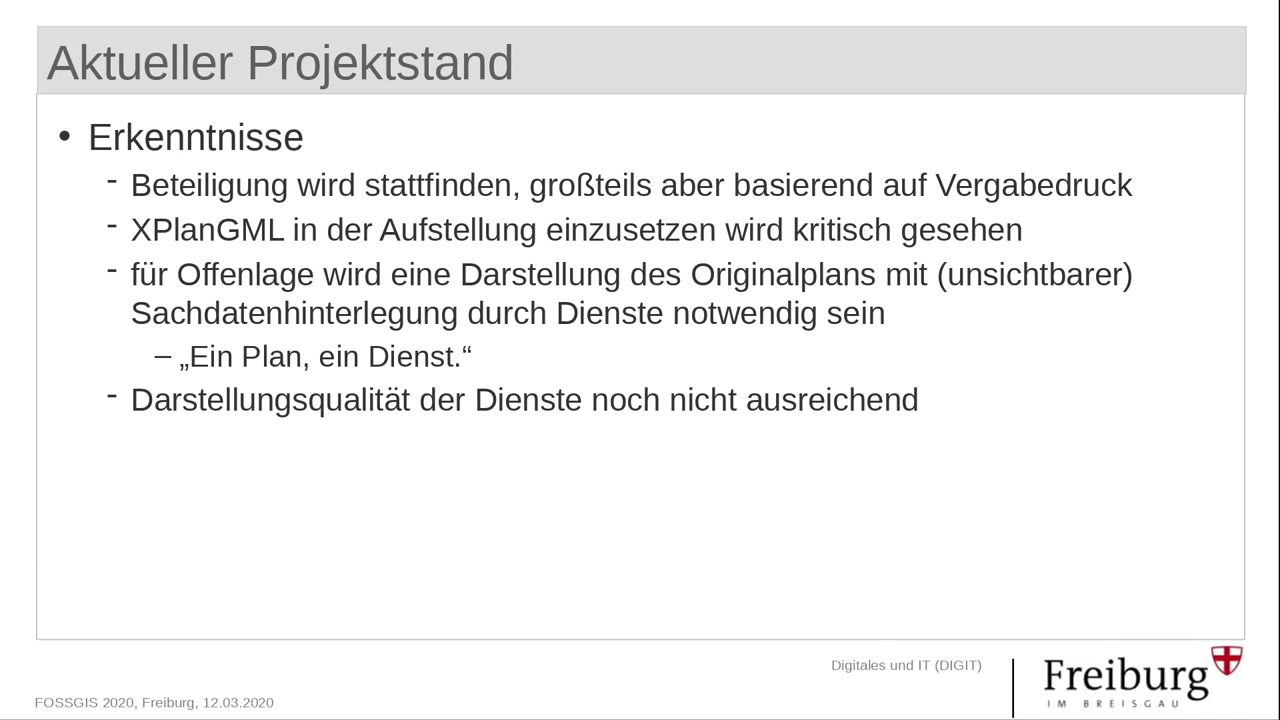 Aktueller Projektstand
• Erkenntnisse
- Beteiligung wird stattfinden, großteils aber basierend auf Vergabedruck
- XPlanGML in der Aufstellung einzusetzen wird kritisch gesehen
- für Offenlage wird eine Darstellung des Originalplans mit (unsichtbarer)
Sachdatenhinterlegung durch Dienste notwendig sein
– „Ein Plan, ein Dienst.“
- Darstellungsqualität der Dienste noch nicht ausreichend
Digitales und IT (DIGIT)
Freiburg
IM BREISGAU
FOSSGIS 2020, Freiburg, 12.03.2020